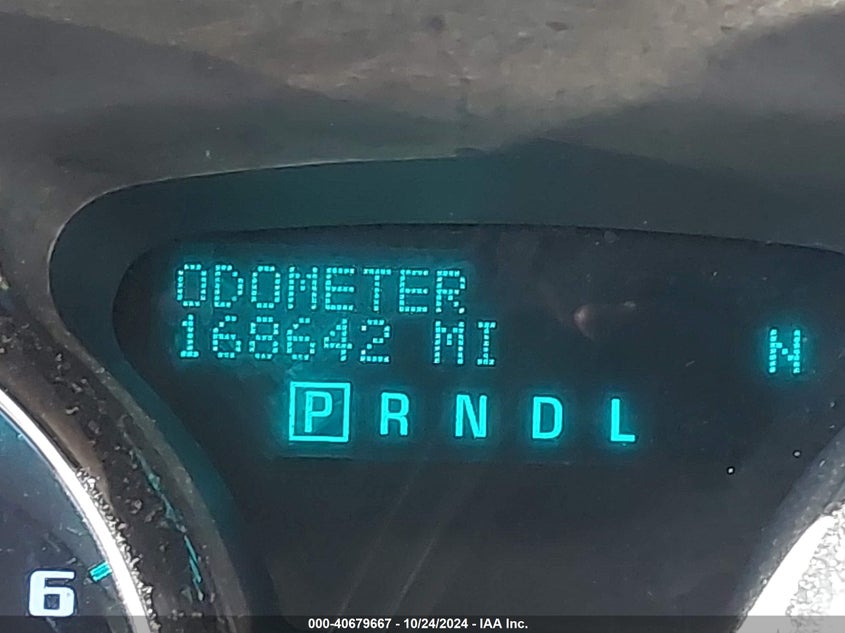 ODOMETER
168642 MI
N
P R N D L
6
000-40679667 - 10/24/2024 - IAA Inc.